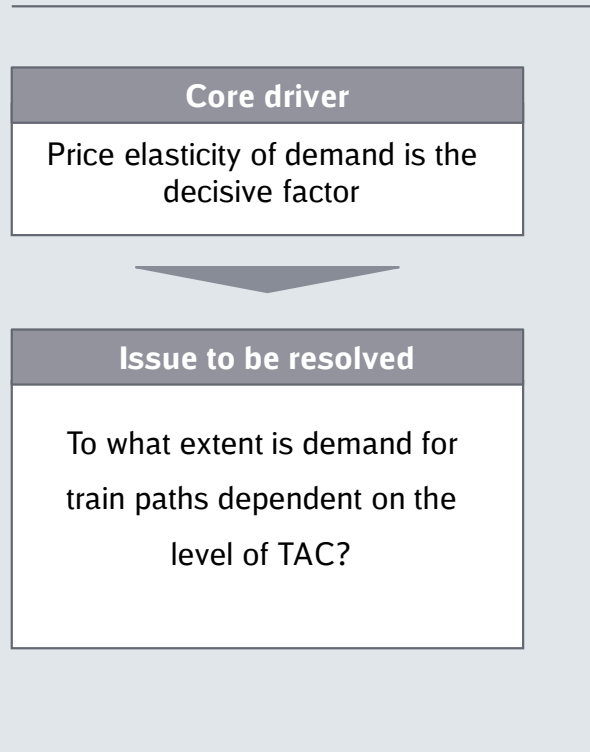 Core driver
Price elasticity of demand is the
decisive factor
Issue to be resolved
To what extent is demand for
train paths dependent on the
level of TAC?